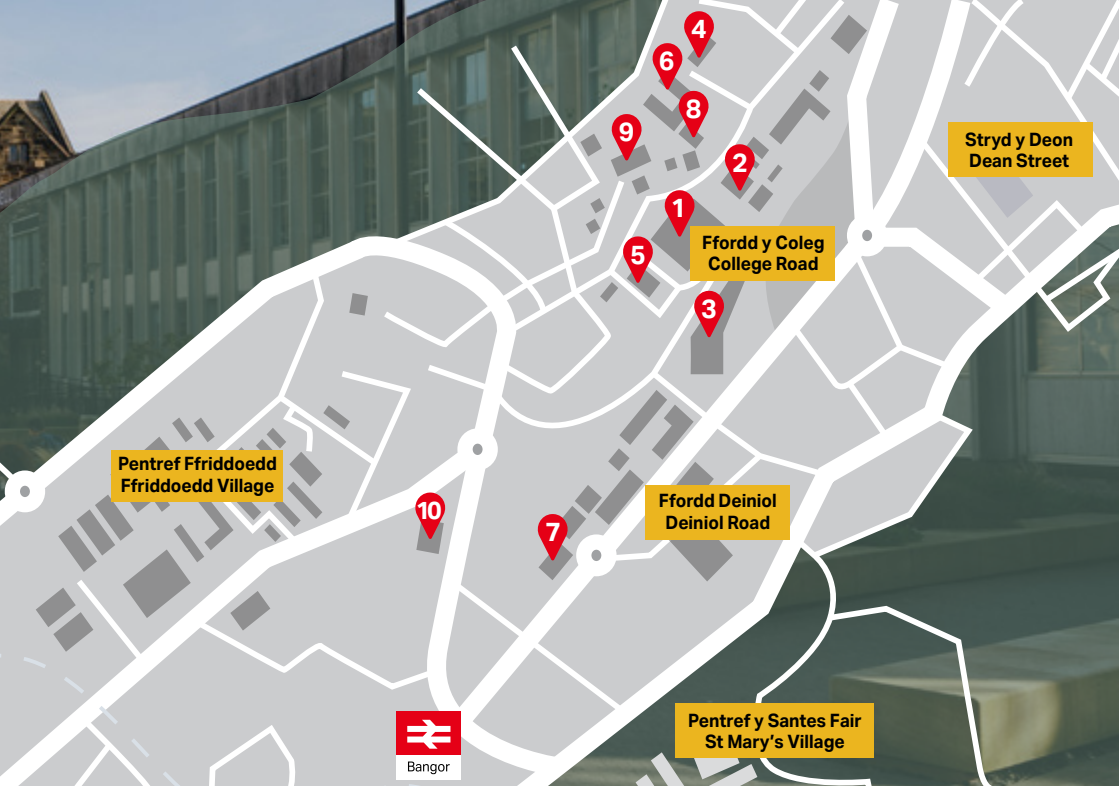 4
6
8
9
2
Stryd y Deon
Dean Street
1
5
Ffordd y Coleg
College Road
3
Pentref Ffriddoedd
Ffriddoedd Village
10
7
Ffordd Deiniol
Deiniol Road
Pentref y Santes Fair
St Mary's Village
Bangor